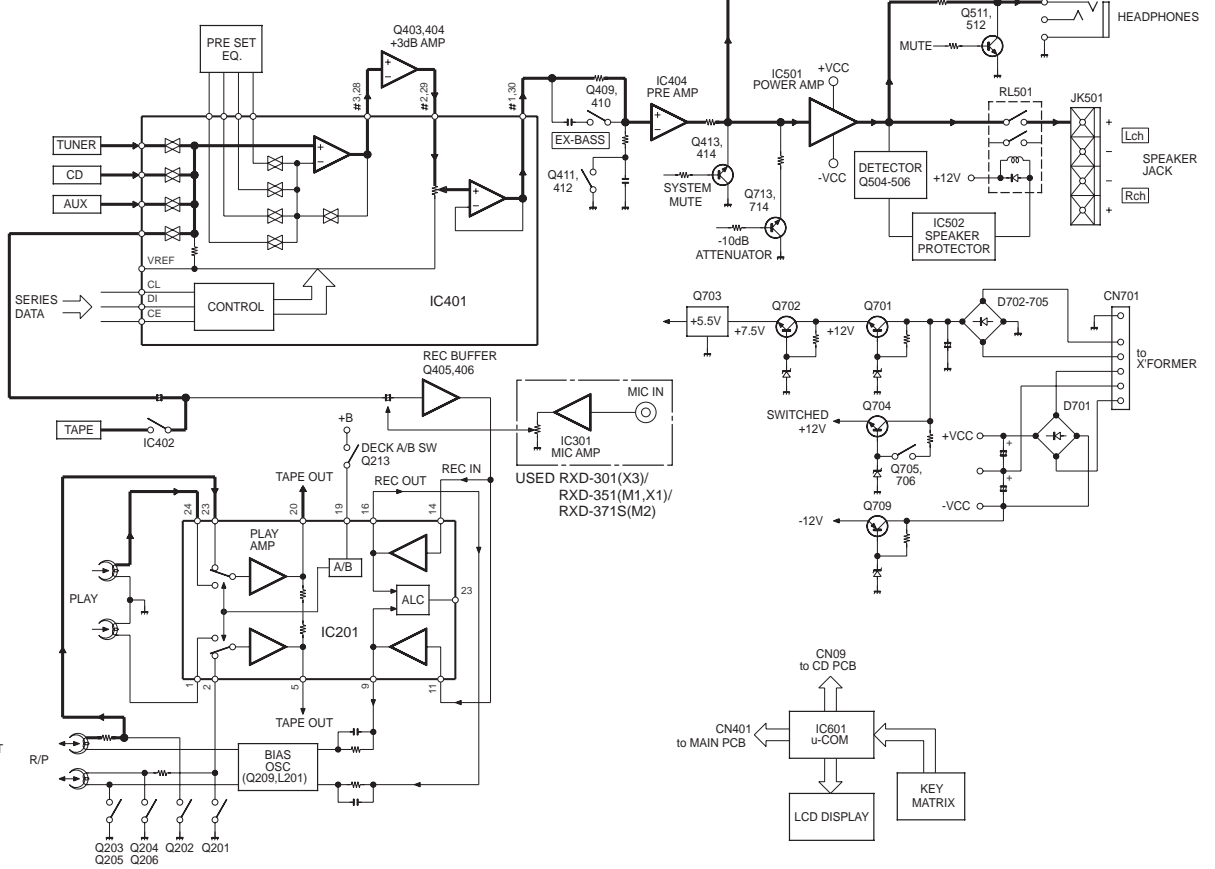 PRE SET
EQ.
Q403,404
+3dB AMP
#3,28
#2,29
#1,30
TUNER
CD
AUX
VREF
SERIES
DATA
CL
DI
CE
CONTROL
IC401
Q409,
410
EX-BASS
Q411,
412
IC404
PRE AMP
Q413,
414
SYSTEM
MUTE
Q713,
714
-10dB
ATTENUATOR
IC501
POWER AMP
+VCC
-VCC
MUTE
Q511,
512
HEADPHONES
RL501
DETECTOR
Q504-506
+12V
IC502
SPEAKER
PROTECTOR
JK501
+
Lch
-
SPEAKER
JACK
-
Rch
+
Q703
+5.5V
+7.5V
Q702
+12V
Q701
D702-705
CN701
to
X'FORMER
SWITCHED
+12V
Q704
Q705,
706
+VCC
D701
-VCC
-12V
Q709
REC BUFFER
Q405,406
TAPE
IC402
+B
DECK A/B SW
Q213
MIC IN
IC301
MIC AMP
USED RXD-301(X3)/
RXD-351(M1,X1)/
RXD-371S(M2)
TAPE OUT
REC OUT
REC IN
24
23
20
19
16
14
PLAY
AMP
A/B
ALC
23
IC201
PLAY
1
2
5
9
11
TAPE OUT
R/P
BIAS
OSC
(Q209,L201)
Q203
Q205
Q204
Q206
Q202
Q201
CN09
to CD PCB
CN401
to MAIN PCB
IC601
u-COM
KEY
MATRIX
LCD DISPLAY